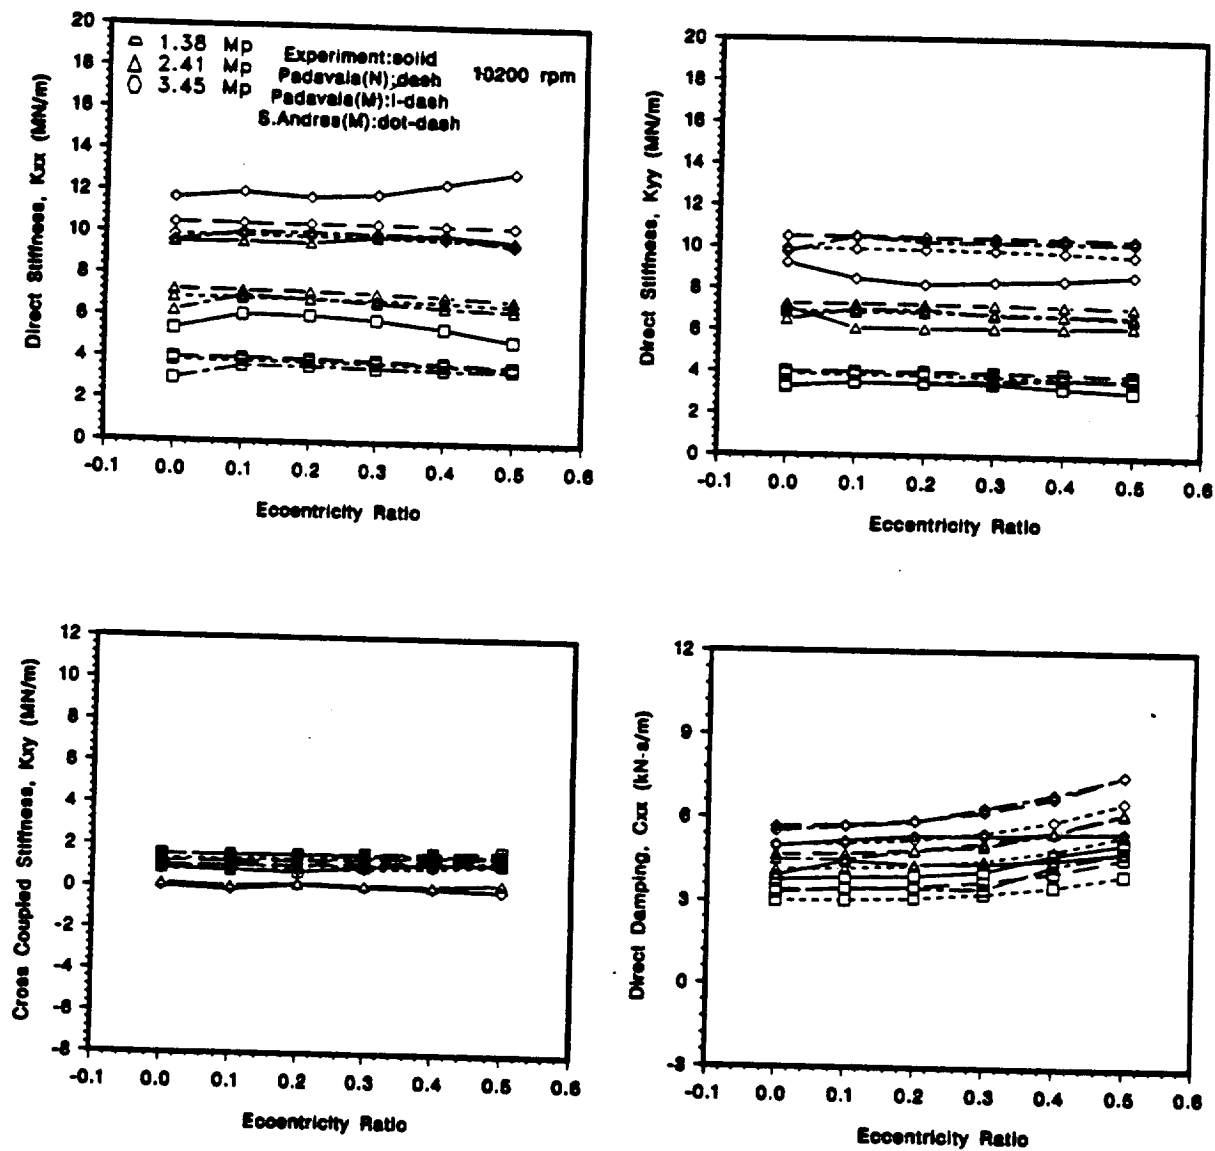 Direct Stiffness, Kxx (MN/m)
20
18
16
14
12
10
8
6
4
2
0
1.38 Mp
2.41 Mp
3.45 Mp
Experiment:solid
Padavala(N):dash
Padavala(M):l-dash
S.Andres(M):dot-dash
10200 rpm
-0.1 0.0 0.1 0.2 0.3 0.4 0.5 0.6
Eccentricity Ratio
Direct Stiffness, Kyy (MN/m)
20
18
16
14
12
10
8
6
4
2
0
-0.1 0.0 0.1 0.2 0.3 0.4 0.5 0.6
Eccentricity Ratio
Cross Coupled Stiffness, Kxy (MN/m)
12
10
8
6
4
2
0
-2
-4
-6
-8
-0.1 0.0 0.1 0.2 0.3 0.4 0.5 0.6
Eccentricity Ratio
Direct Damping, Cxx (kN-s/m)
12
9
6
3
0
-3
-0.1 0.0 0.1 0.2 0.3 0.4 0.5 0.6
Eccentricity Ratio